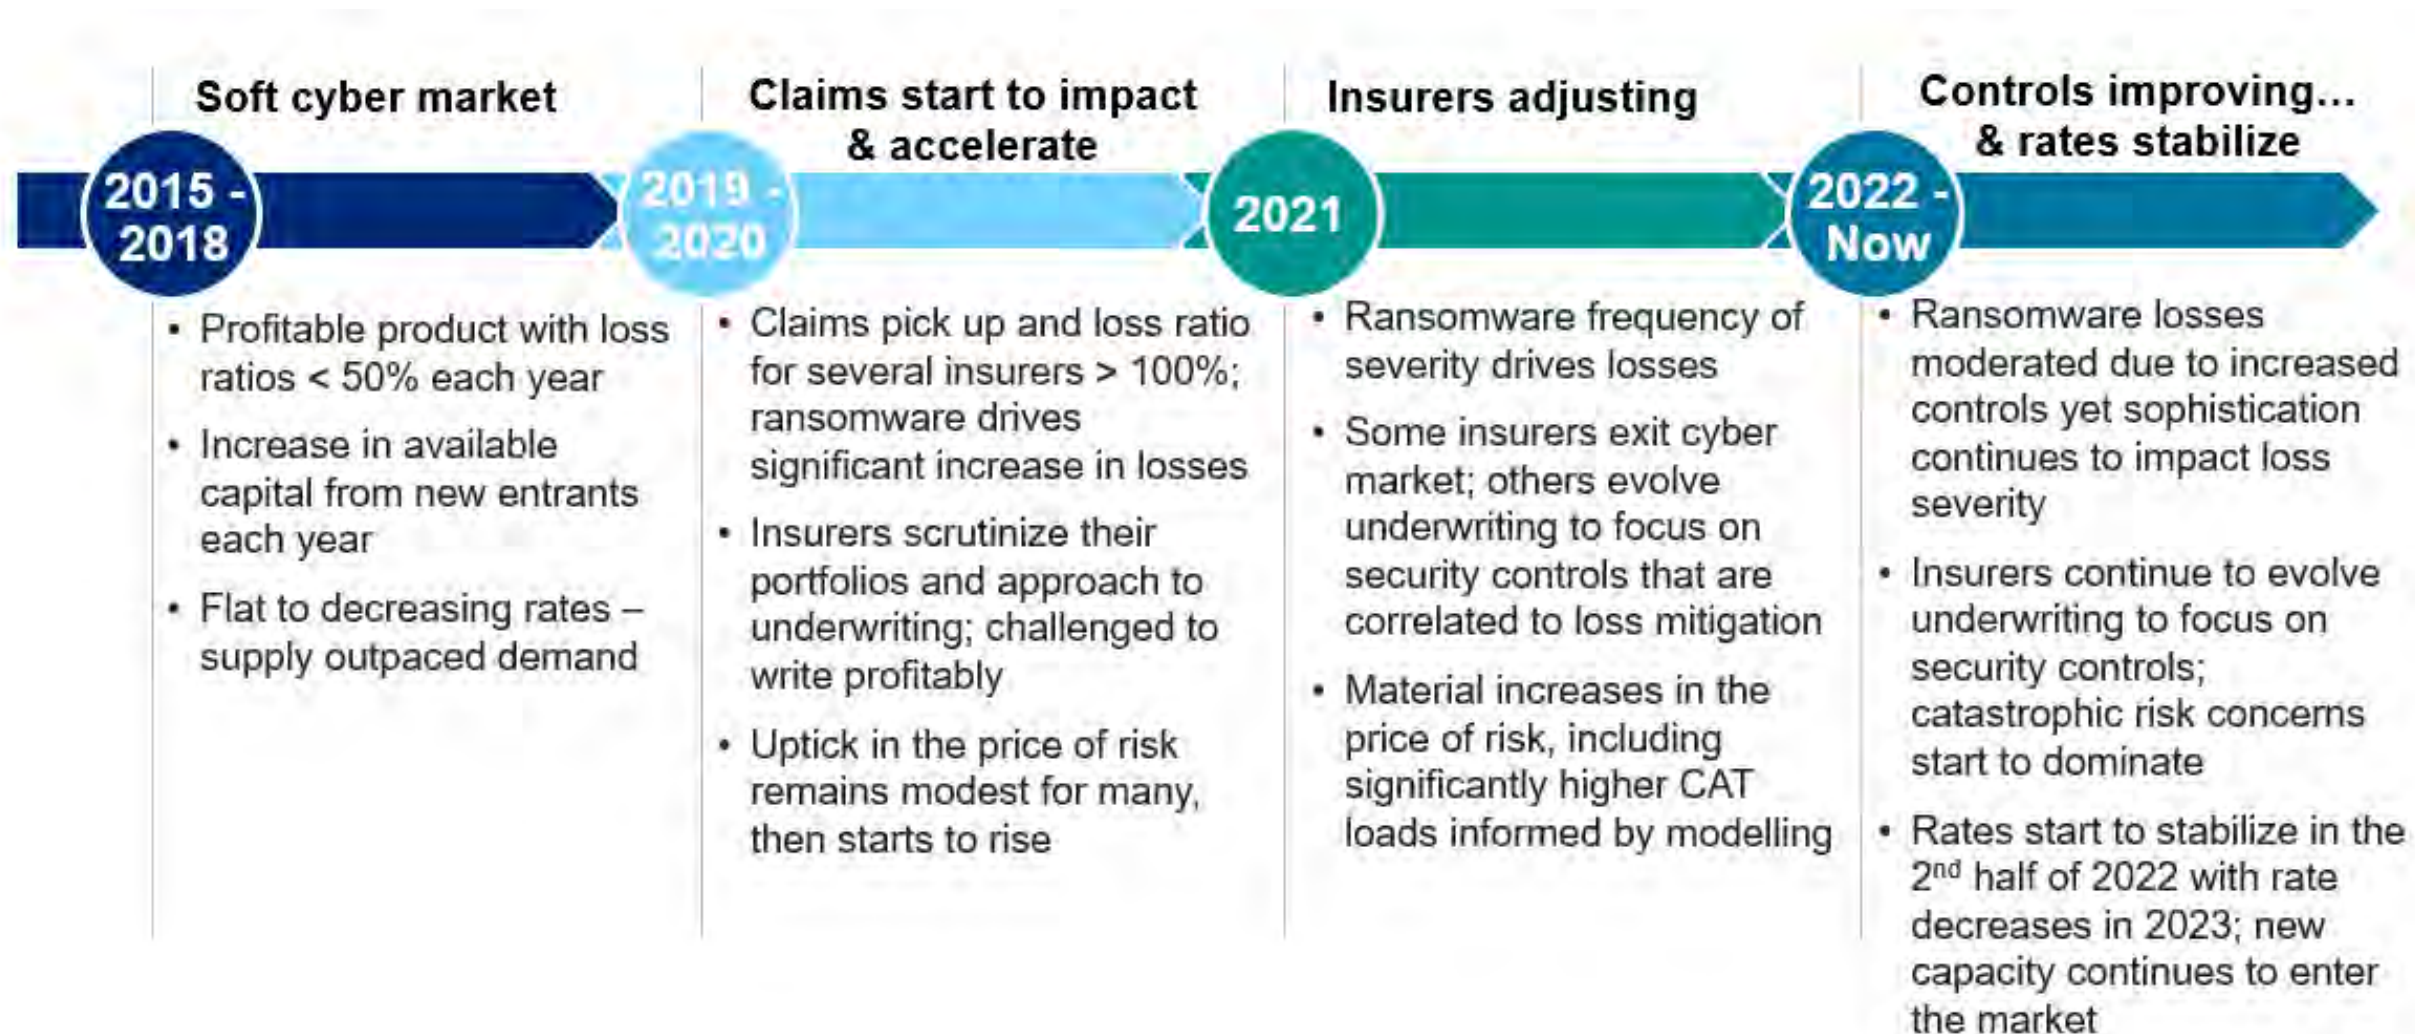 Soft cyber market
2015 -
2018
• Profitable product with loss
ratios < 50% each year
• Increase in available
capital from new entrants
each year
• Flat to decreasing rates –
supply outpaced demand
Claims start to impact
& accelerate
2019 -
2020
• Claims pick up and loss ratio
for several insurers > 100%;
ransomware drives
significant increase in losses
• Insurers scrutinize their
portfolios and approach to
underwriting; challenged to
write profitably
• Uptick in the price of risk
remains modest for many,
then starts to rise
Insurers adjusting
2021
• Ransomware frequency of
severity drives losses
• Some insurers exit cyber
market; others evolve
underwriting to focus on
security controls that are
correlated to loss mitigation
• Material increases in the
price of risk, including
significantly higher CAT
loads informed by modelling
Controls improving...
& rates stabilize
2022 -
Now
• Ransomware losses
moderated due to increased
controls yet sophistication
continues to impact loss
severity
• Insurers continue to evolve
underwriting to focus on
security controls;
catastrophic risk concerns
start to dominate
• Rates start to stabilize in the
2nd half of 2022 with rate
decreases in 2023; new
capacity continues to enter
the market